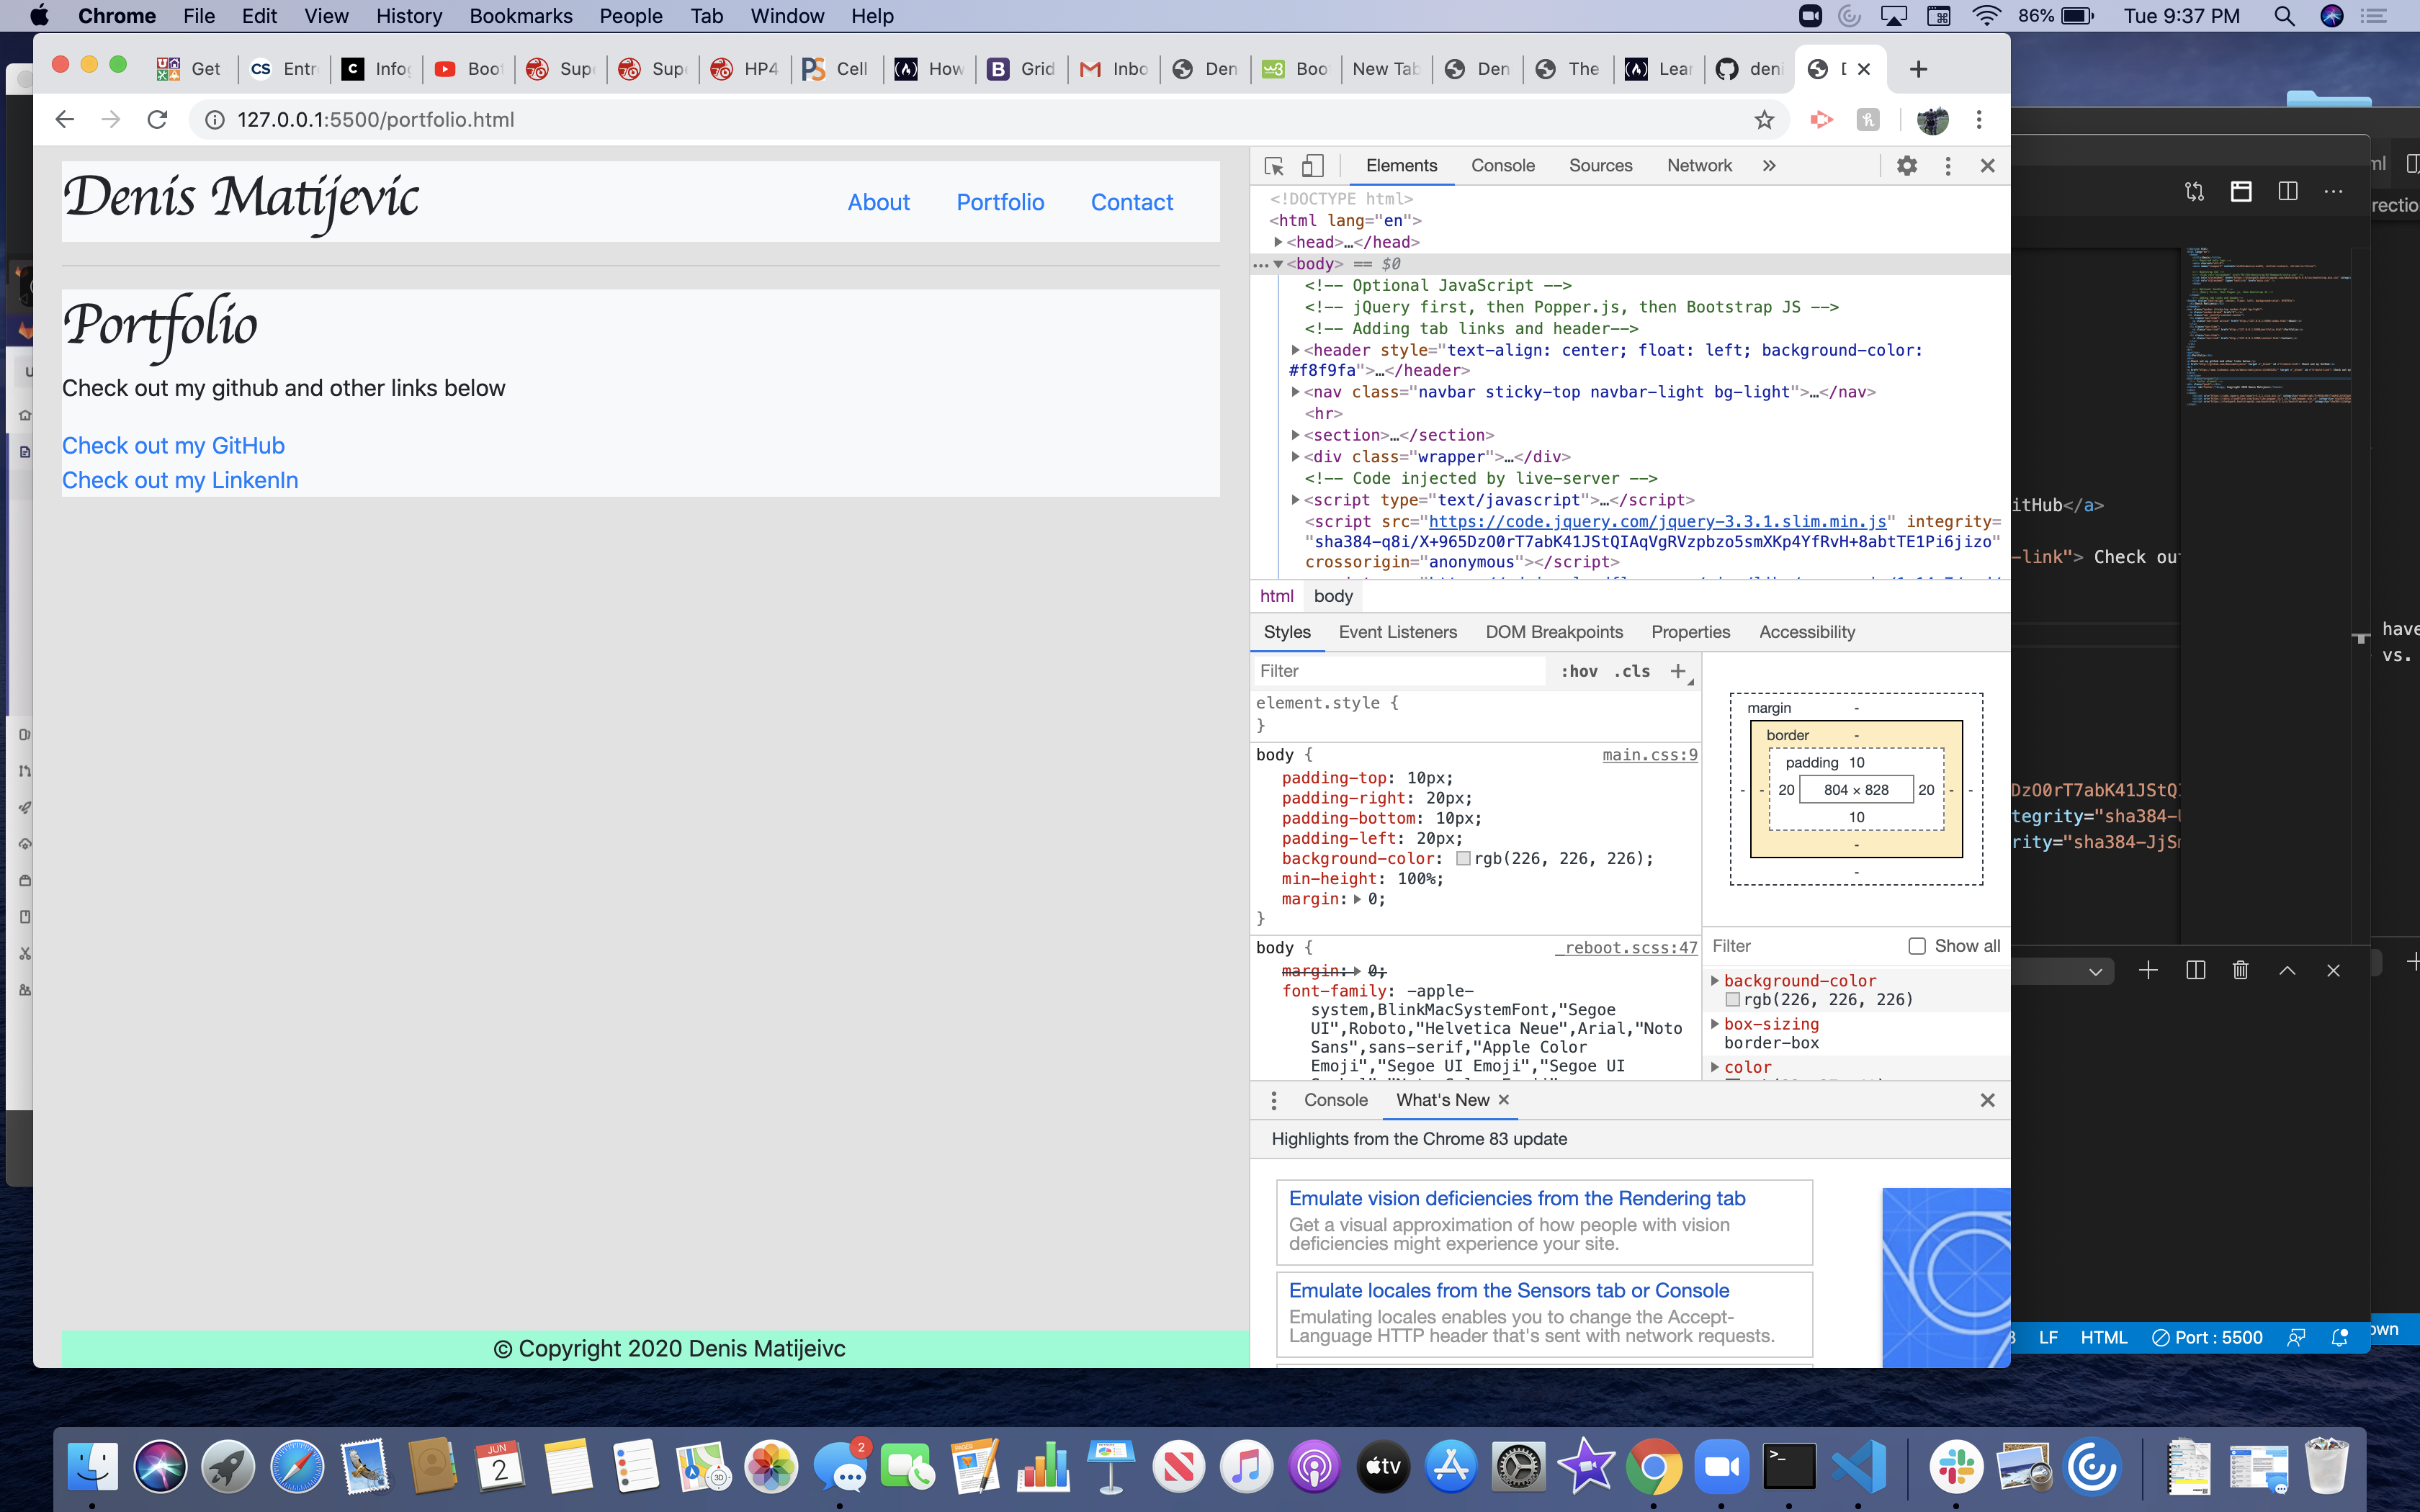 Chrome File Edit View History Bookmarks People Tab Window Help
86% Tue 9:37 PM
Get CS Entr C Info Boot Sup Sup HP4 PS Cell How B Grid Inbo Den w3 Boo New Tab Den The Lear deni
127.0.0.1:5500/portfolio.html
Denis Matijevic
About Portfolio Contact
Portfolio
Check out my github and other links below
Check out my GitHub
Check out my LinkenIn
© Copyright 2020 Denis Matijeivc
Elements Console Sources Network »
<!DOCTYPE html>
<html lang="en">
<head>…</head>
… <body> == $0
<!-- Optional JavaScript -->
<!-- jQuery first, then Popper.js, then Bootstrap JS -->
<!-- Adding tab links and header-->
<header style="text-align: center; float: left; background-color:
#f8f9fa">…</header>
<nav class="navbar sticky-top navbar-light bg-light">…</nav>
<hr>
<section>…</section>
<div class="wrapper">…</div>
<!-- Code injected by live-server -->
<script type="text/javascript">…</script>
<script src="https://code.jquery.com/jquery-3.3.1.slim.min.js" integrity=
"sha384-q8i/X+965DzO0rT7abK41JStQIAqVgRVzpbzo5smXKp4YfRvH+8abtTE1Pi6jizo"
crossorigin="anonymous"></script>
html body
Styles Event Listeners DOM Breakpoints Properties Accessibility
Filter :hov .cls +
element.style {
}
body { main.css:9
padding-top: 10px;
padding-right: 20px;
padding-bottom: 10px;
padding-left: 20px;
background-color: rgb(226, 226, 226);
min-height: 100%;
margin: 0;
}
body { _reboot.scss:47
margin: 0;
font-family: -apple-
system,BlinkMacSystemFont,"Segoe
UI",Roboto,"Helvetica Neue",Arial,"Noto
Sans",sans-serif,"Apple Color
Emoji","Segoe UI Emoji","Segoe UI
margin -
border -
padding 10
- - 20 804 × 828 20 - -
10
-
-
Filter Show all
background-color
rgb(226, 226, 226)
box-sizing
border-box
color
Console What's New
Highlights from the Chrome 83 update
Emulate vision deficiencies from the Rendering tab
Get a visual approximation of how people with vision
deficiencies might experience your site.
Emulate locales from the Sensors tab or Console
Emulating locales enables you to change the Accept-
Language HTTP header that's sent with network requests.
itHub</a>
-link"> Check ou
DzO0rT7abK41JStQ
tegrity="sha384-
rity="sha384-JjS
LF HTML Port : 5500
ml
rectio
have
vs.
own
JUN
2
2
PAGES
3D
tv
>_